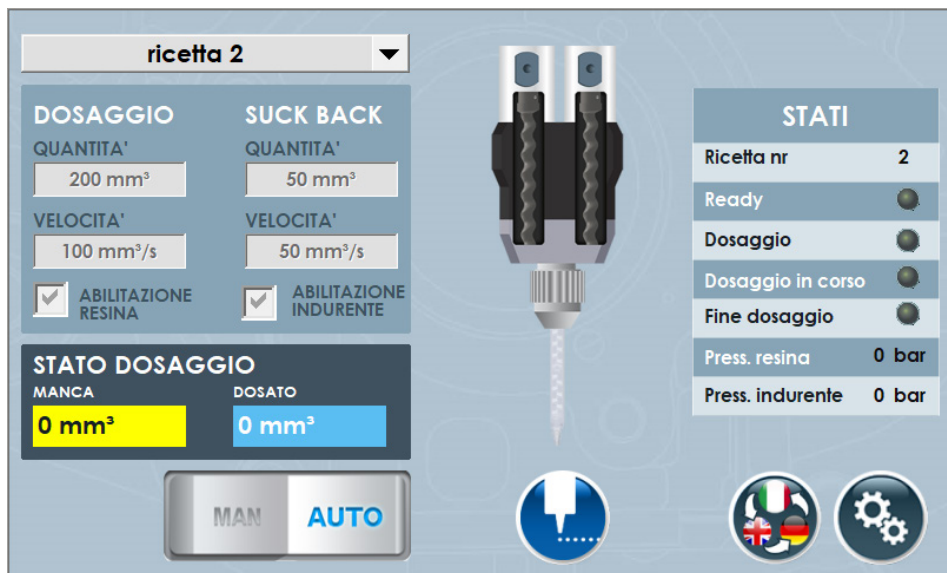 ricetta 2
DOSAGGIO
QUANTITA'
200 mm³
VELOCITA'
100 mm³/s
ABILITAZIONE
RESINA
SUCK BACK
QUANTITA'
50 mm³
VELOCITA'
50 mm³/s
ABILITAZIONE
INDURENTE
STATO DOSAGGIO
MANCA
0 mm³
DOSATO
0 mm³
MAN AUTO
STATI
Ricetta nr 2
Ready
Dosaggio
Dosaggio in corso
Fine dosaggio
Press. resina 0 bar
Press. indurente 0 bar